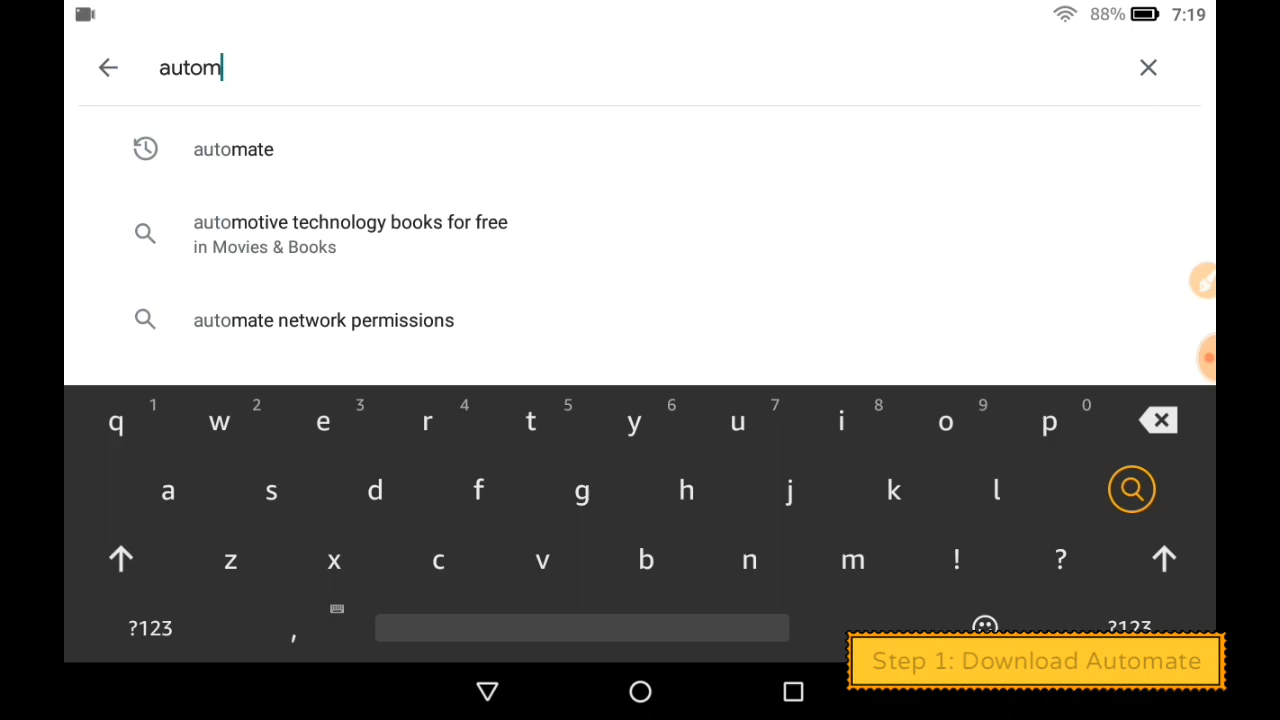 88% 7:19
autom
automate
automotive technology books for free
in Movies & Books
automate network permissions
1 2 3 4 5 6 7 8 9 0
q w e r t y u i o p
a s d f g h j k l
z x c v b n m ! ?
?123 , ?123
Step 1: Download Automate